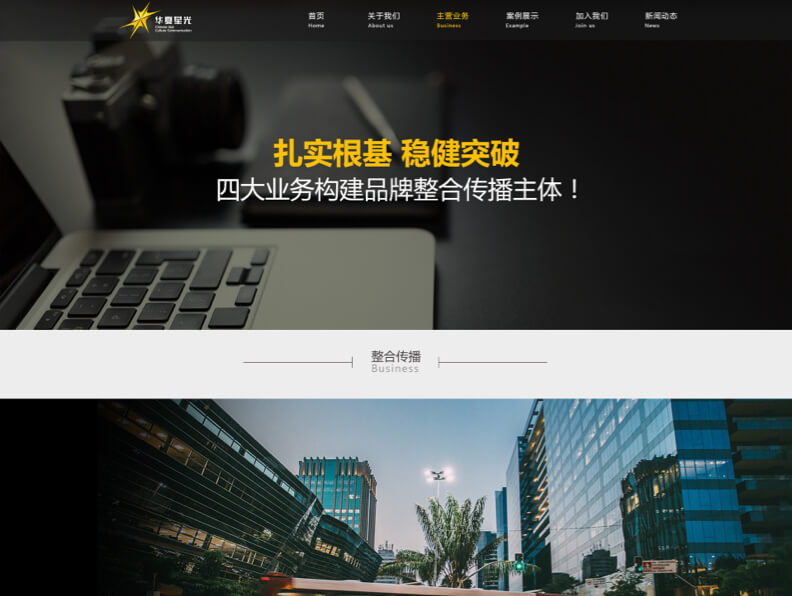 华夏星光
Chinese Star
Culture Communication
首页
Home
关于我们
About us
主营业务
Business
案例展示
Example
加入我们
Join us
新闻动态
News
扎实根基 稳健突破
四大业务构建品牌整合传播主体！
整合传播
Business